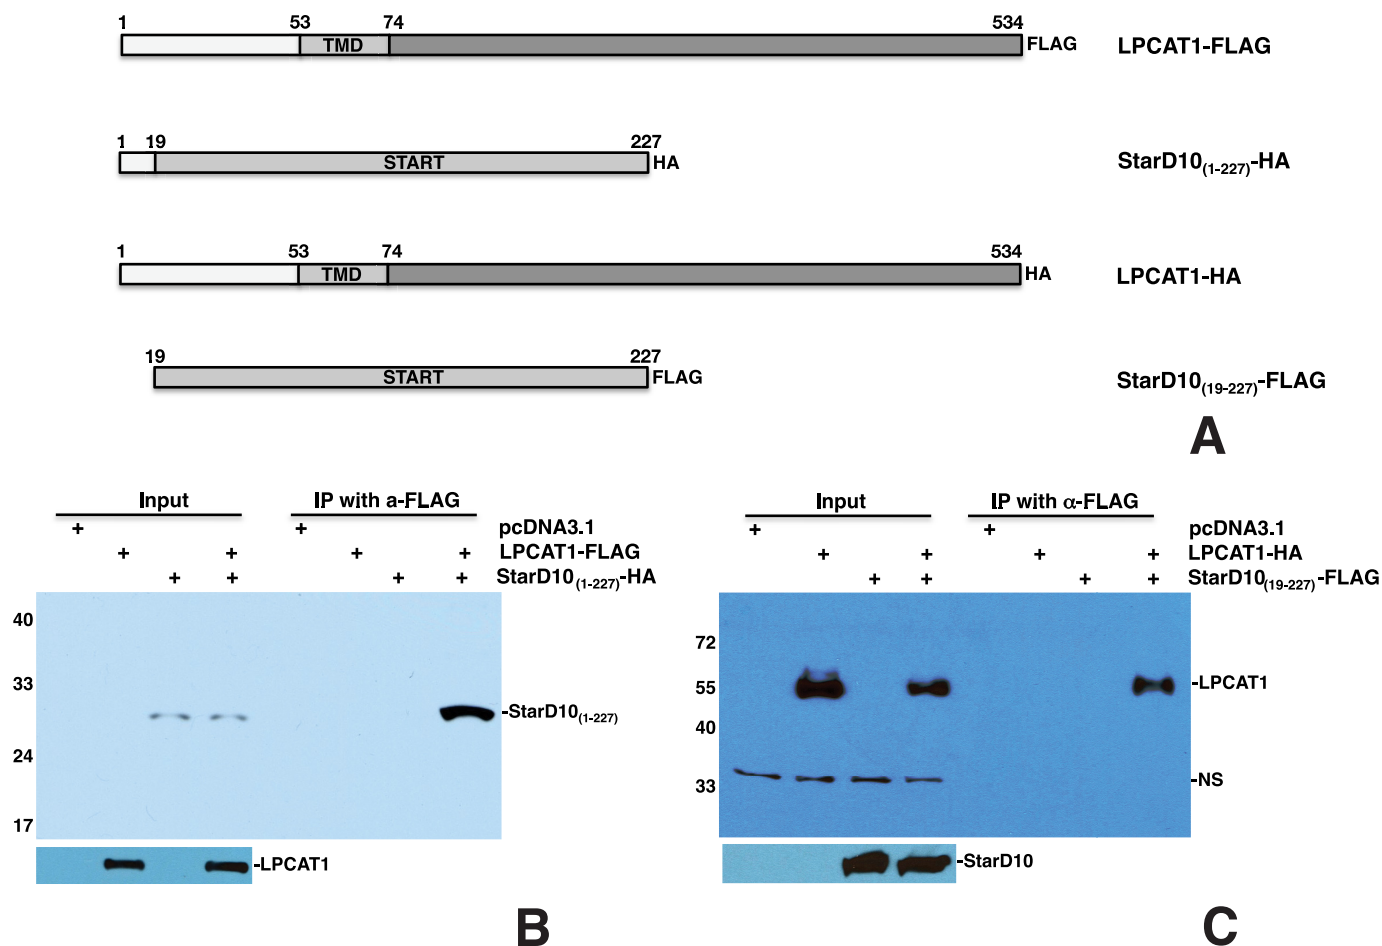 1 53 74 534
TMD FLAG LPCAT1-FLAG
1 19 227
START HA StarD10(1-227)-HA
1 53 74 534
TMD HA LPCAT1-HA
19 227
START FLAG StarD10(19-227)-FLAG
A
Input IP with a-FLAG
+ + pcDNA3.1
+ + + + LPCAT1-FLAG
+ + + + StarD10(1-227)-HA
40
33
-StarD10(1-227)
24
17
-LPCAT1
B
Input IP with α-FLAG
+ + pcDNA3.1
+ + + + LPCAT1-HA
+ + + + StarD10(19-227)-FLAG
72
55 -LPCAT1
40
33 -NS
-StarD10
C